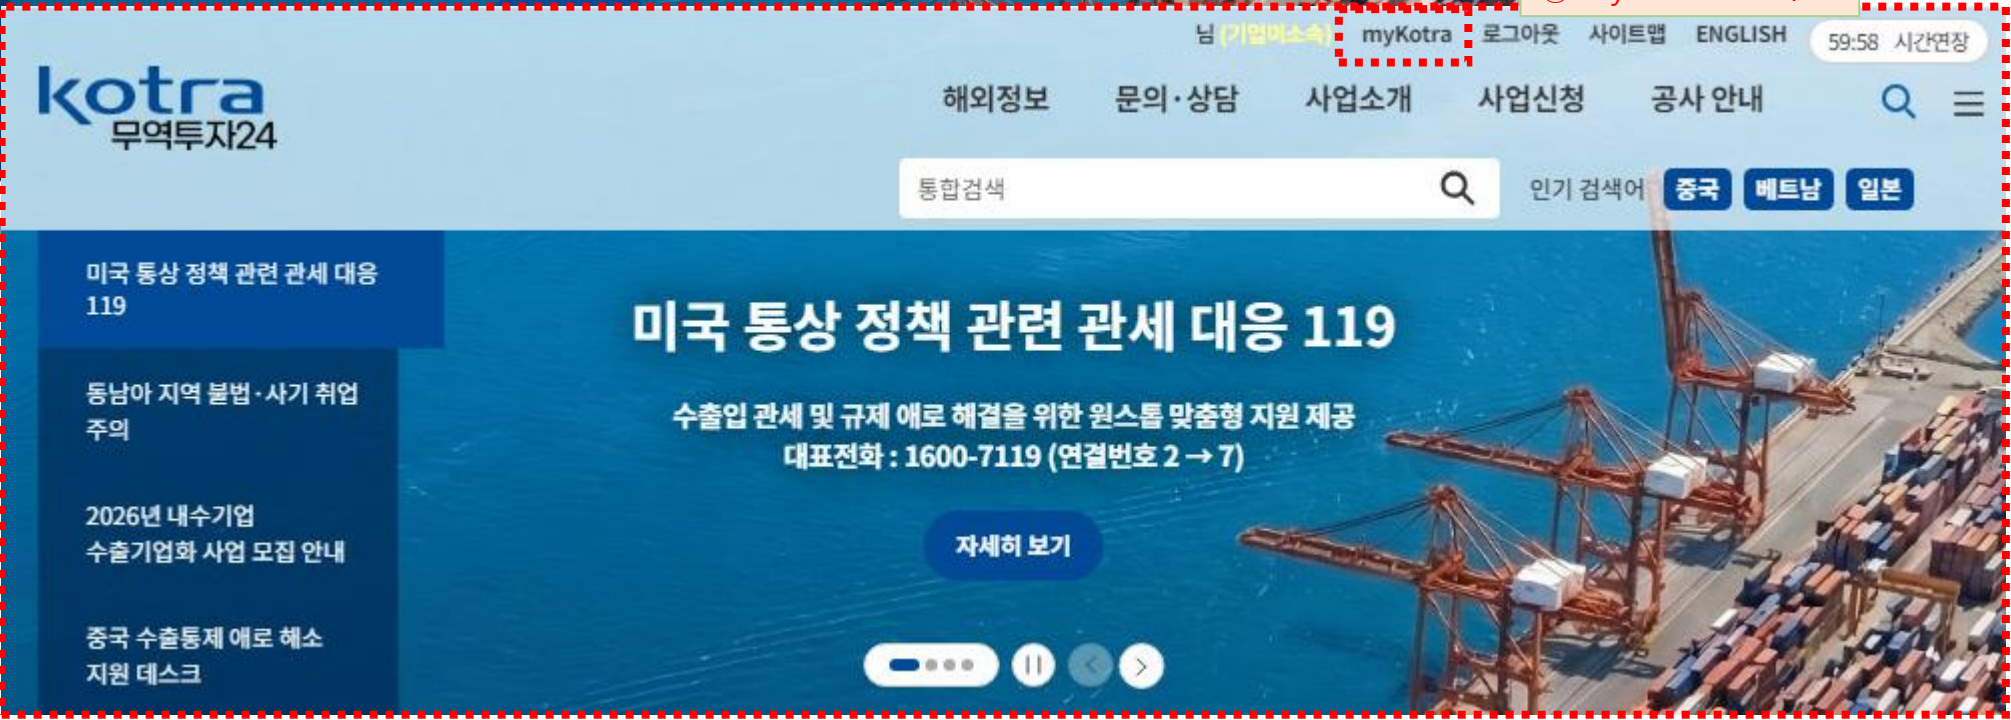 님 (기업미소속) myKotra 로그아웃 사이트맵 ENGLISH 59:58 시간연장
kotra
무역투자24
해외정보 문의·상담 사업소개 사업신청 공사 안내
통합검색 인기 검색어 중국 베트남 일본
미국 통상 정책 관련 관세 대응
119
동남아 지역 불법·사기 취업
주의
2026년 내수기업
수출기업화 사업 모집 안내
중국 수출통제 애로 해소
지원 데스크
미국 통상 정책 관련 관세 대응 119
수출입 관세 및 규제 애로 해결을 위한 원스톱 맞춤형 지원 제공
대표전화 : 1600-7119 (연결번호 2 → 7)
자세히 보기